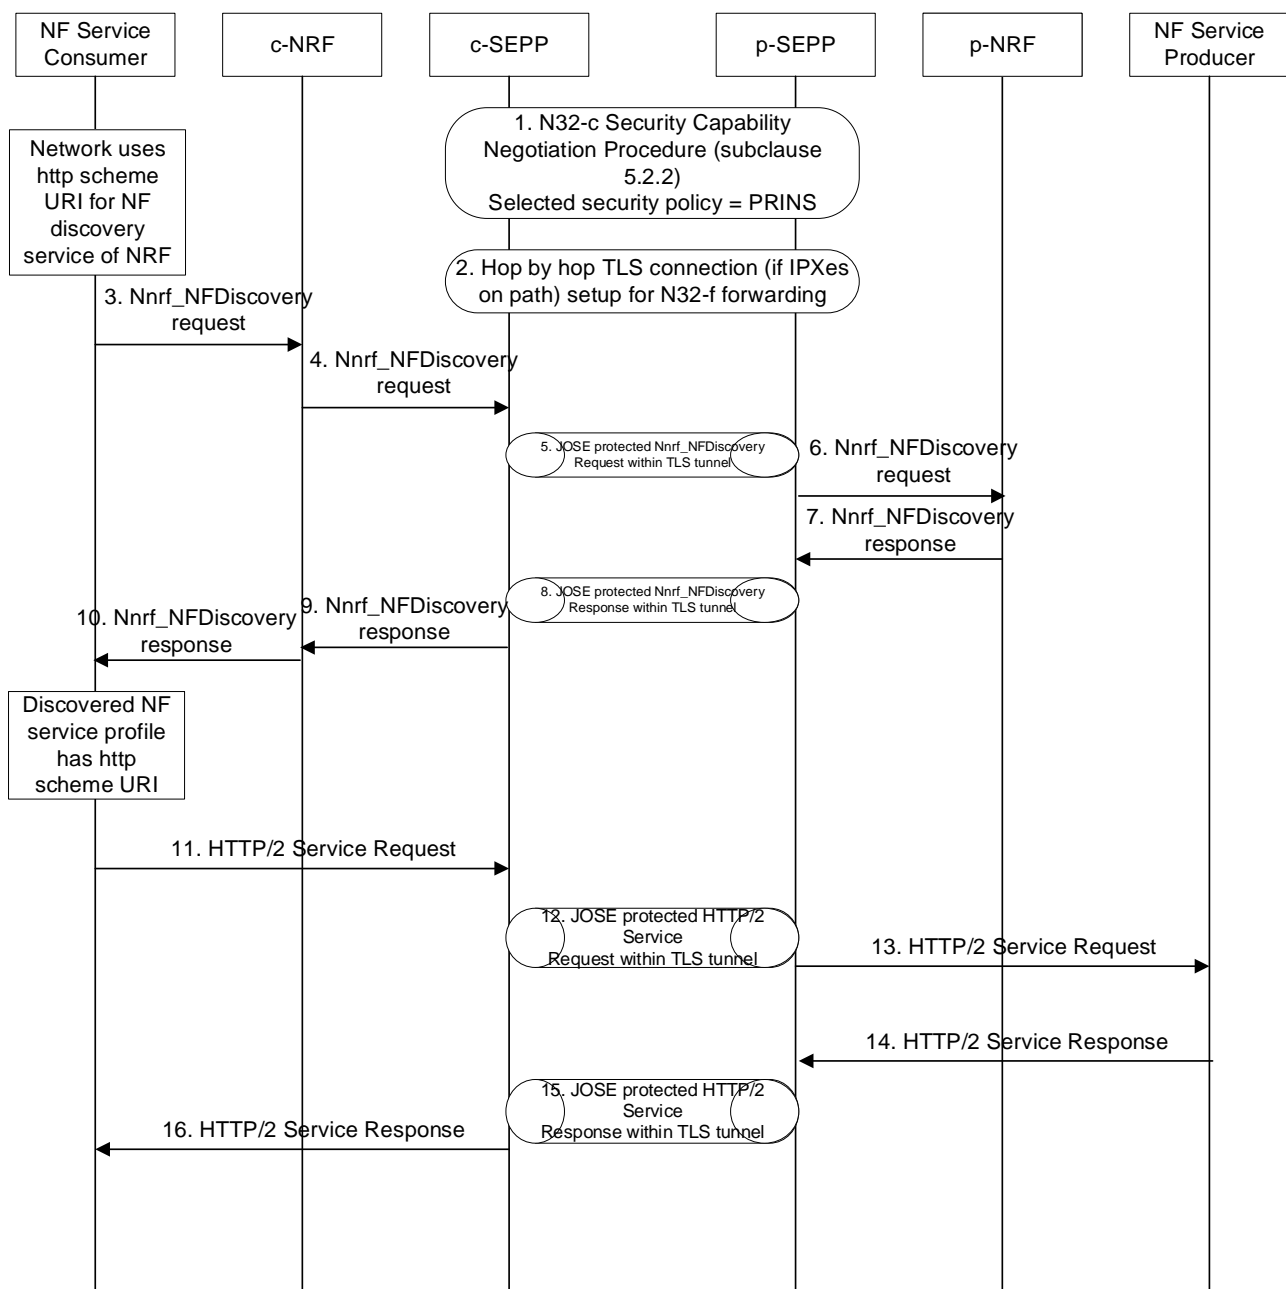 NF Service
Consumer
c-NRF
c-SEPP
p-SEPP
p-NRF
NF Service
Producer
1. N32-c Security Capability
Negotiation Procedure (subclause
5.2.2)
Selected security policy = PRINS
Network uses
http scheme
URI for NF
discovery
service of NRF
2. Hop by hop TLS connection (if IPXes
on path) setup for N32-f forwarding
3. Nnrf_NFDiscovery
request
4. Nnrf_NFDiscovery
request
5. JOSE protected Nnrf_NFDiscovery
Request within TLS tunnel
6. Nnrf_NFDiscovery
request
7. Nnrf_NFDiscovery
response
8. JOSE protected Nnrf_NFDiscovery
Response within TLS tunnel
9. Nnrf_NFDiscovery
response
10. Nnrf_NFDiscovery
response
Discovered NF
service profile
has http
scheme URI
11. HTTP/2 Service Request
12. JOSE protected HTTP/2
Service
Request within TLS tunnel
13. HTTP/2 Service Request
14. HTTP/2 Service Response
15. JOSE protected HTTP/2
Service
Response within TLS tunnel
16. HTTP/2 Service Response